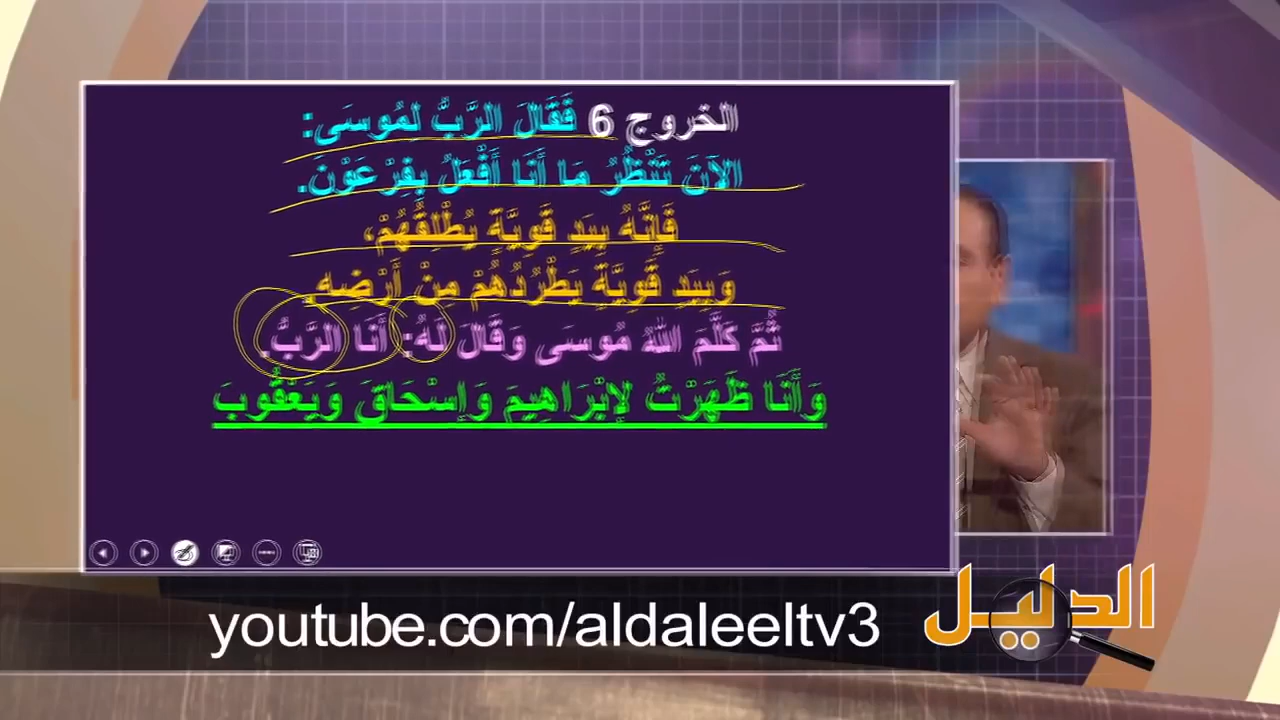 الخروج 6 فَقَالَ الرَّبُّ لِمُوسَى:
الآنَ تَنْظُرُ مَا أَنَا أَفْعَلُ بِفِرْعَوْنَ.
فَإِنَّهُ بِيَدٍ قَوِيَّةٍ يُطْلِقُهُمْ،
وَبِيَدٍ قَوِيَّةٍ يَطْرُدُهُمْ مِنْ أَرْضِهِ.
ثُمَّ كَلَّمَ اللهُ مُوسَى وَقَالَ لَهُ: أَنَا الرَّبُّ.
وَأَنَا ظَهَرْتُ لإِبْرَاهِيمَ وَإِسْحَاقَ وَيَعْقُوبَ
youtube.com/aldaleeltv3
الدليل